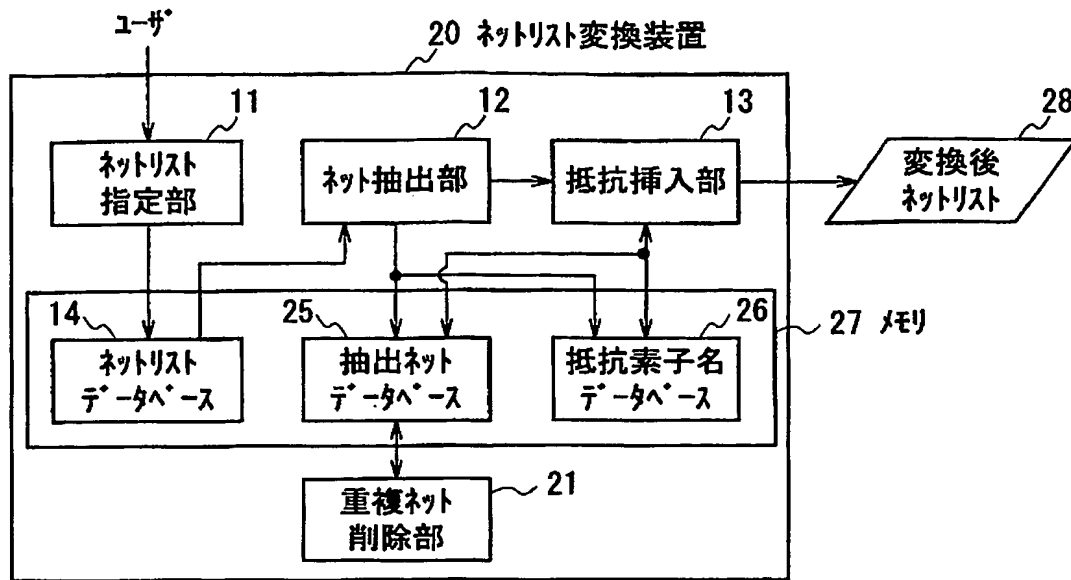 ユーザ
20 ネットリスト変換装置
11
12
13
28
ネットリスト
指定部
ネット抽出部
抵抗挿入部
変換後
ネットリスト
14
25
26
27 メモリ
ネットリスト
データベース
抽出ネット
データベース
抵抗素子名
データベース
重複ネット
削除部
21